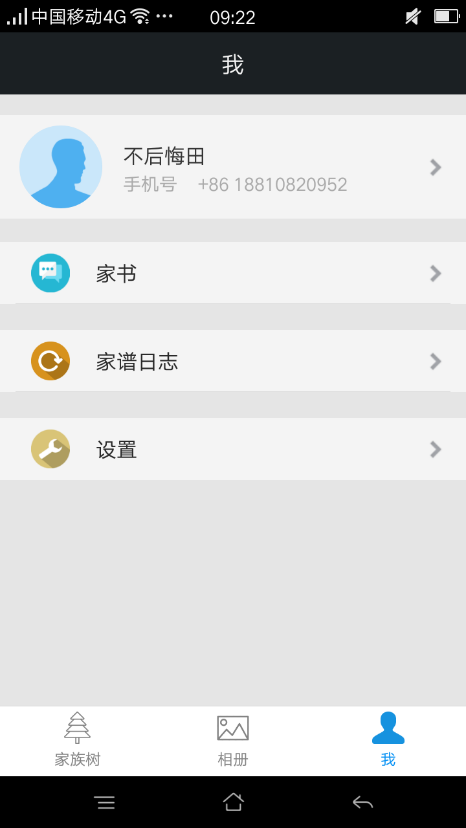 中国移动4G 09:22
我
不后悔田
手机号 +86 18810820952
家书
家谱日志
设置
家族树 相册 我